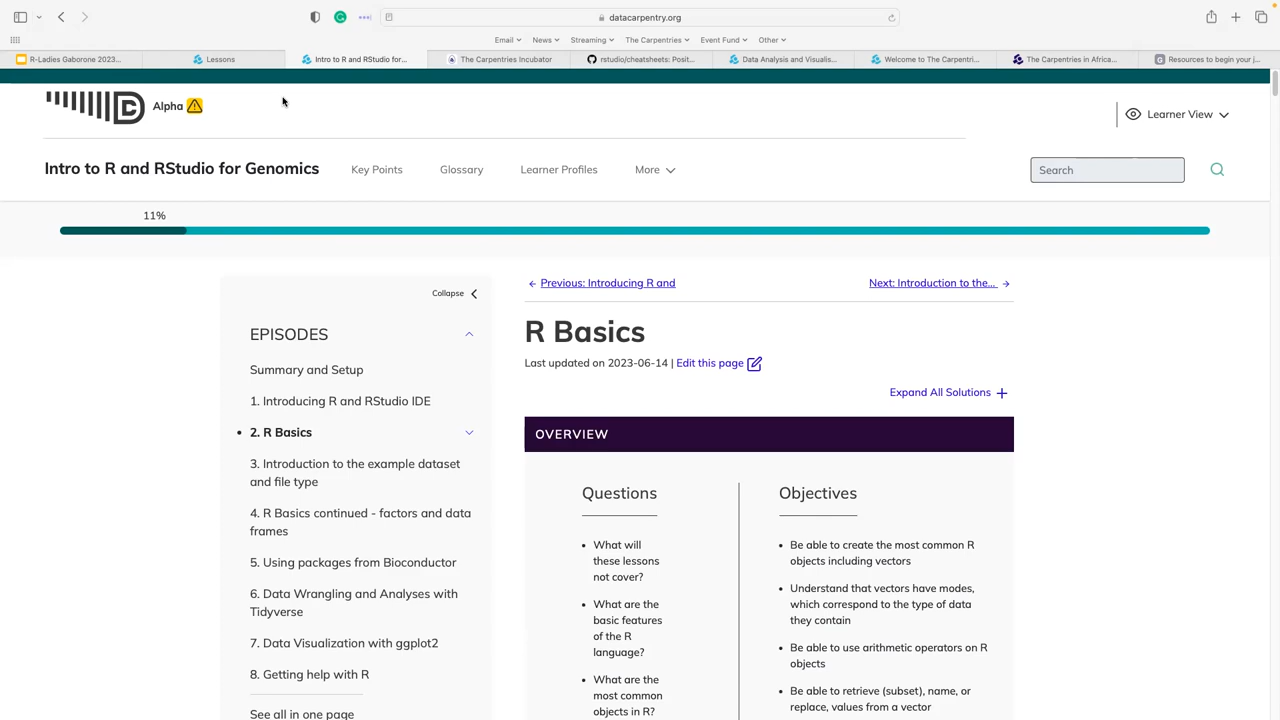 datacarpentry.org
Email News Streaming The Carpentries Event Fund Other
R-Ladies Gaborone 2023... Lessons Intro to R and RStudio for... The Carpentries Incubator rstudio/cheatsheets: Posit... Data Analysis and Visualis... Welcome to The Carpentri... The Carpentries in Africa... Resources to begin your j...
Alpha
Learner View
Intro to R and RStudio for Genomics Key Points Glossary Learner Profiles More Search
11%
Collapse
EPISODES
Summary and Setup
1. Introducing R and RStudio IDE
2. R Basics
3. Introduction to the example dataset
and file type
4. R Basics continued - factors and data
frames
5. Using packages from Bioconductor
6. Data Wrangling and Analyses with
Tidyverse
7. Data Visualization with ggplot2
8. Getting help with R
See all in one page
Previous: Introducing R and Next: Introduction to the...
R Basics
Last updated on 2023-06-14 | Edit this page
Expand All Solutions +
OVERVIEW
Questions
What will
these lessons
not cover?
What are the
basic features
of the R
language?
What are the
most common
objects in R?
Objectives
Be able to create the most common R
objects including vectors
Understand that vectors have modes,
which correspond to the type of data
they contain
Be able to use arithmetic operators on R
objects
Be able to retrieve (subset), name, or
replace, values from a vector